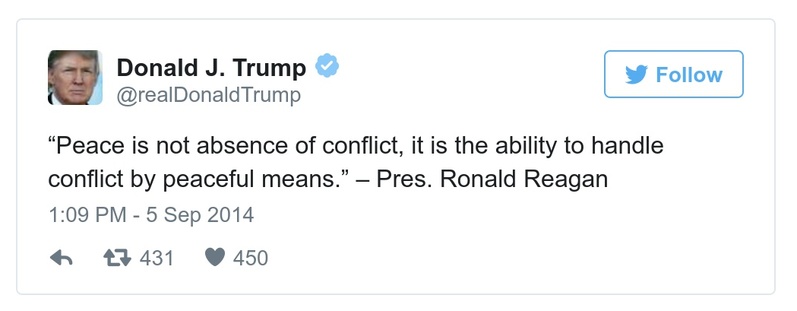 Donald J. Trump
@realDonaldTrump
Follow
“Peace is not absence of conflict, it is the ability to handle
conflict by peaceful means.” – Pres. Ronald Reagan
1:09 PM - 5 Sep 2014
431 450